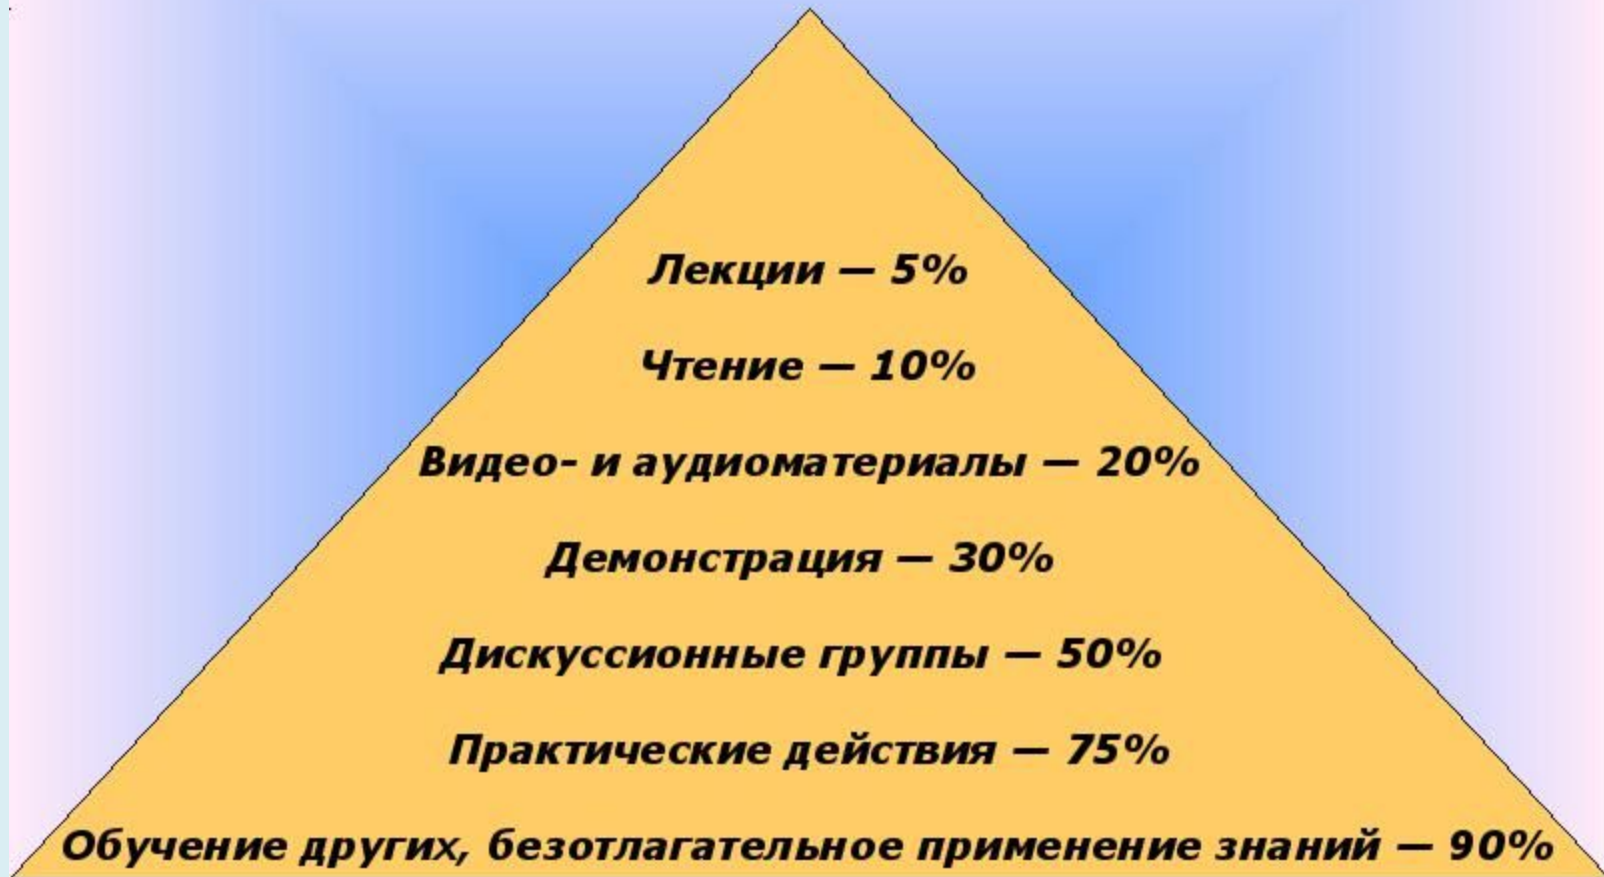 Лекции — 5%
Чтение — 10%
Видео- и аудиоматериалы — 20%
Демонстрация — 30%
Дискуссионные группы — 50%
Практические действия — 75%
Обучение других, безотлагательное применение знаний — 90%